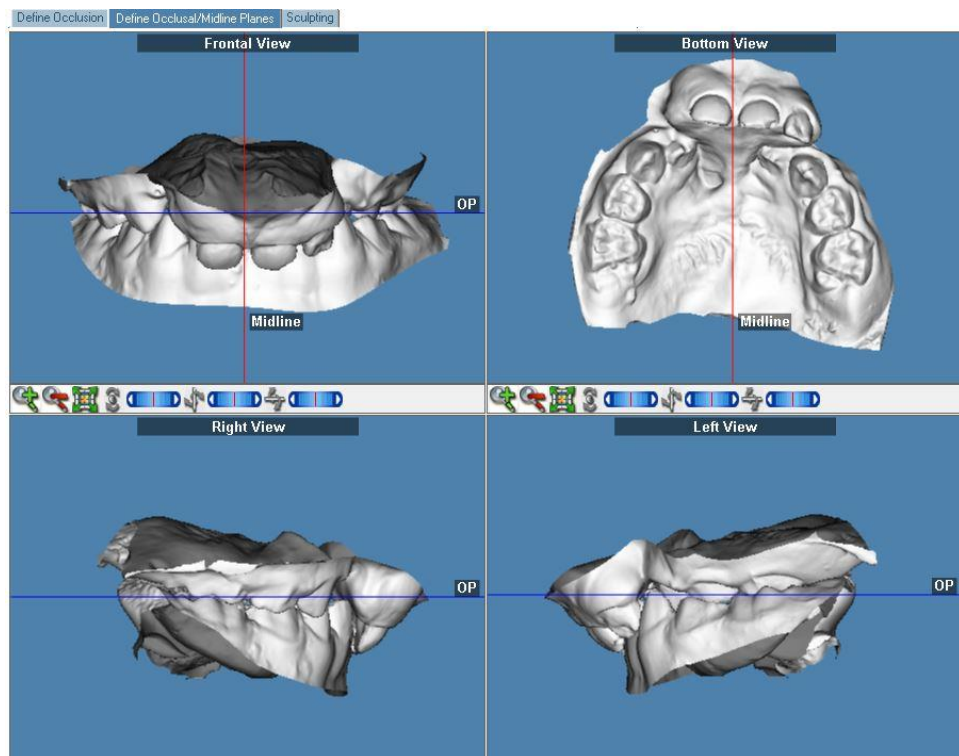 Define Occlusion Define Occlusal/Midline Planes Sculpting
Frontal View
OP
Midline
Bottom View
Midline
Right View
OP
Left View
OP